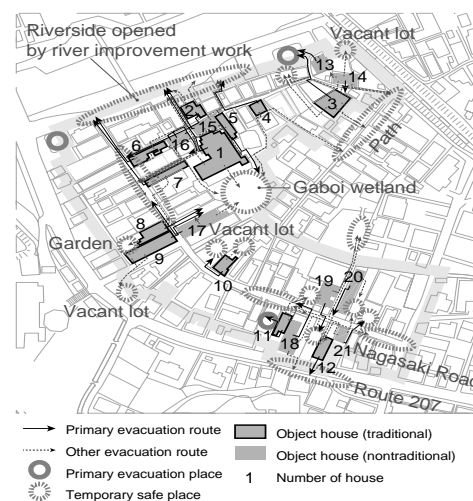 Riverside opened
by river improvement work
Vacant lot
13
14
3
2
5
4
15
6
16
1
Path
7
Gaboi wetland
8
17
Vacant lot
Garden
9
10
19
20
Vacant lot
11
18
12
21
Nagasaki Road
Route 207
Primary evacuation route
Other evacuation route
Primary evacuation place
Temporary safe place
Object house (traditional)
Object house (nontraditional)
1 Number of house